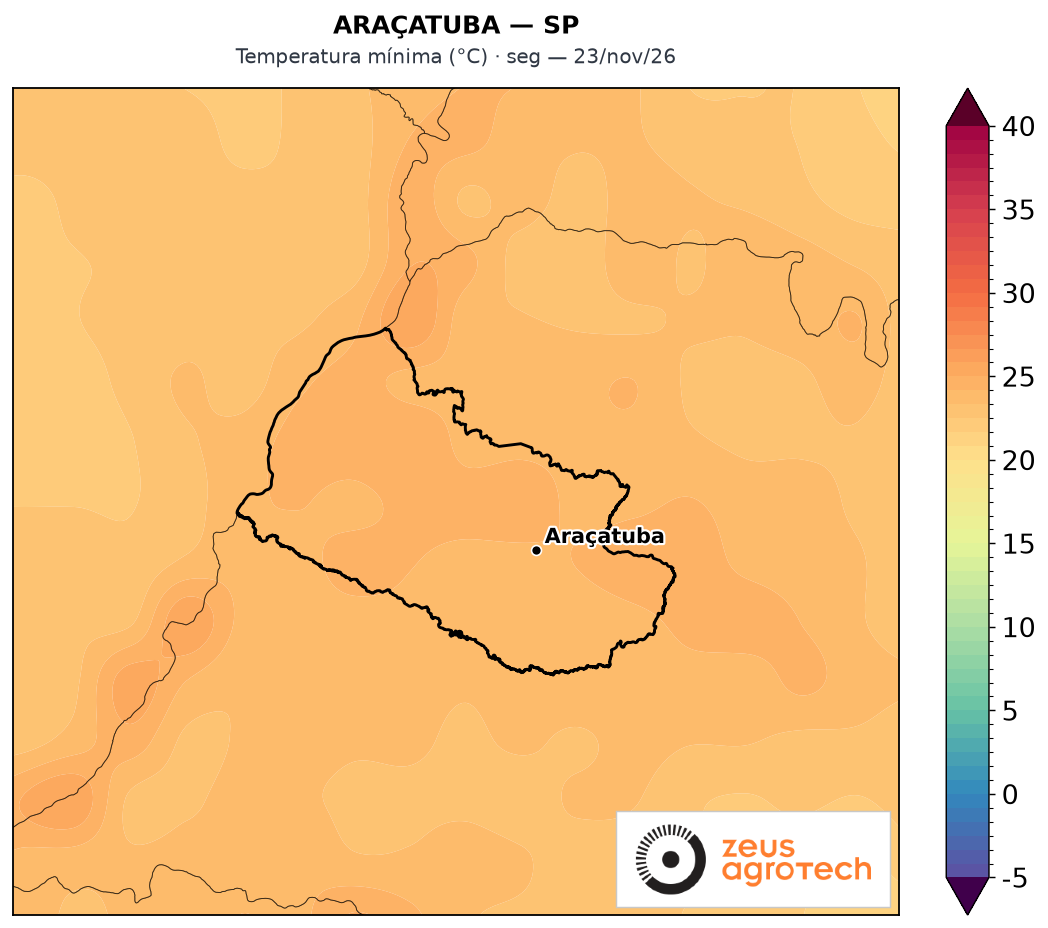 ARAÇATUBA — SP
Temperatura mínima (°C) · seg — 23/nov/26
40
35
30
25
20
15
10
5
0
-5
Araçatuba
zeus
agrotech